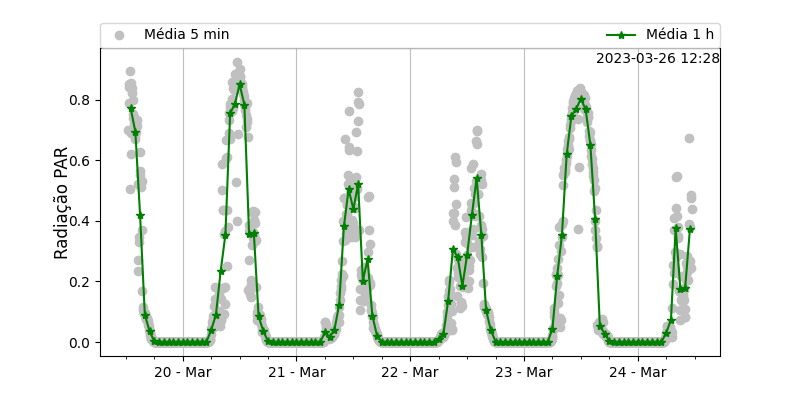 Média 5 min
Média 1 h
2023-03-26 12:28
Radiação PAR
0.8
0.6
0.4
0.2
0.0
20 - Mar
21 - Mar
22 - Mar
23 - Mar
24 - Mar